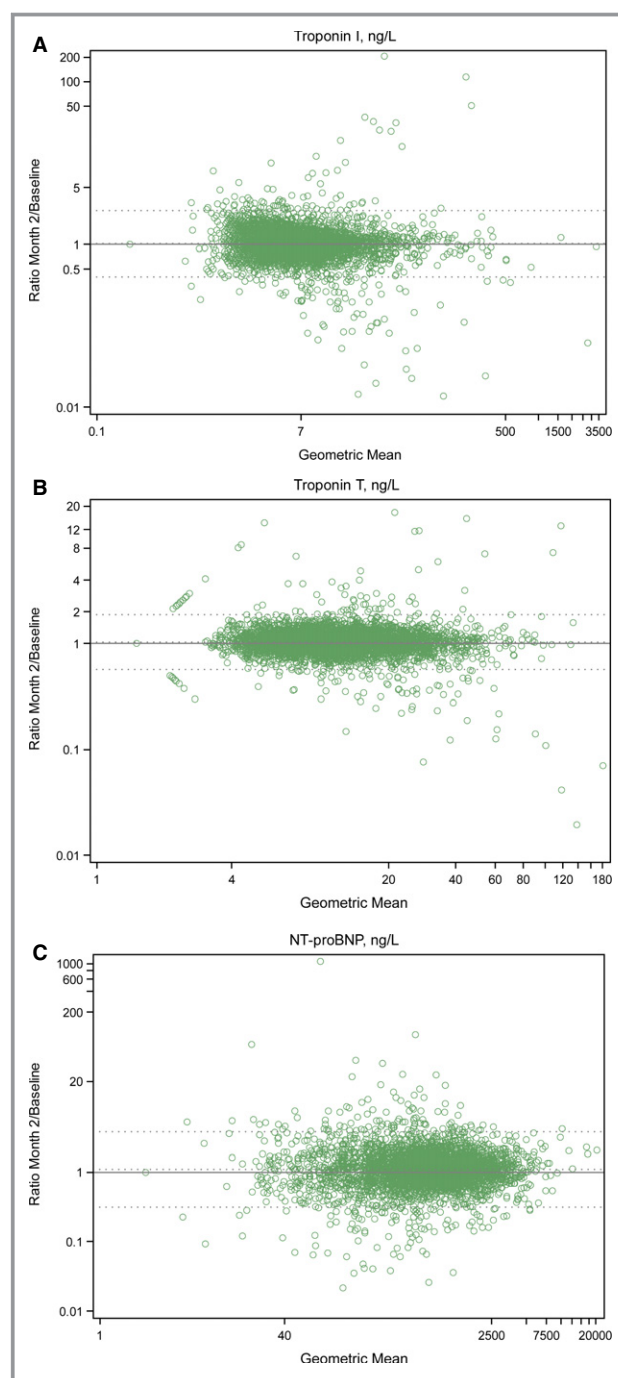 A
Troponin I, ng/L
200
100
50
5
1
0.5
0.01
Ratio Month 2/Baseline
0.1 7 500 1500 3500
Geometric Mean
B
Troponin T, ng/L
20
12
8
4
2
1
0.1
0.01
Ratio Month 2/Baseline
1 4 20 40 60 80 120 180
Geometric Mean
C
NT-proBNP, ng/L
1000
600
200
20
1
0.1
0.01
Ratio Month 2/Baseline
1 40 2500 7500 20000
Geometric Mean